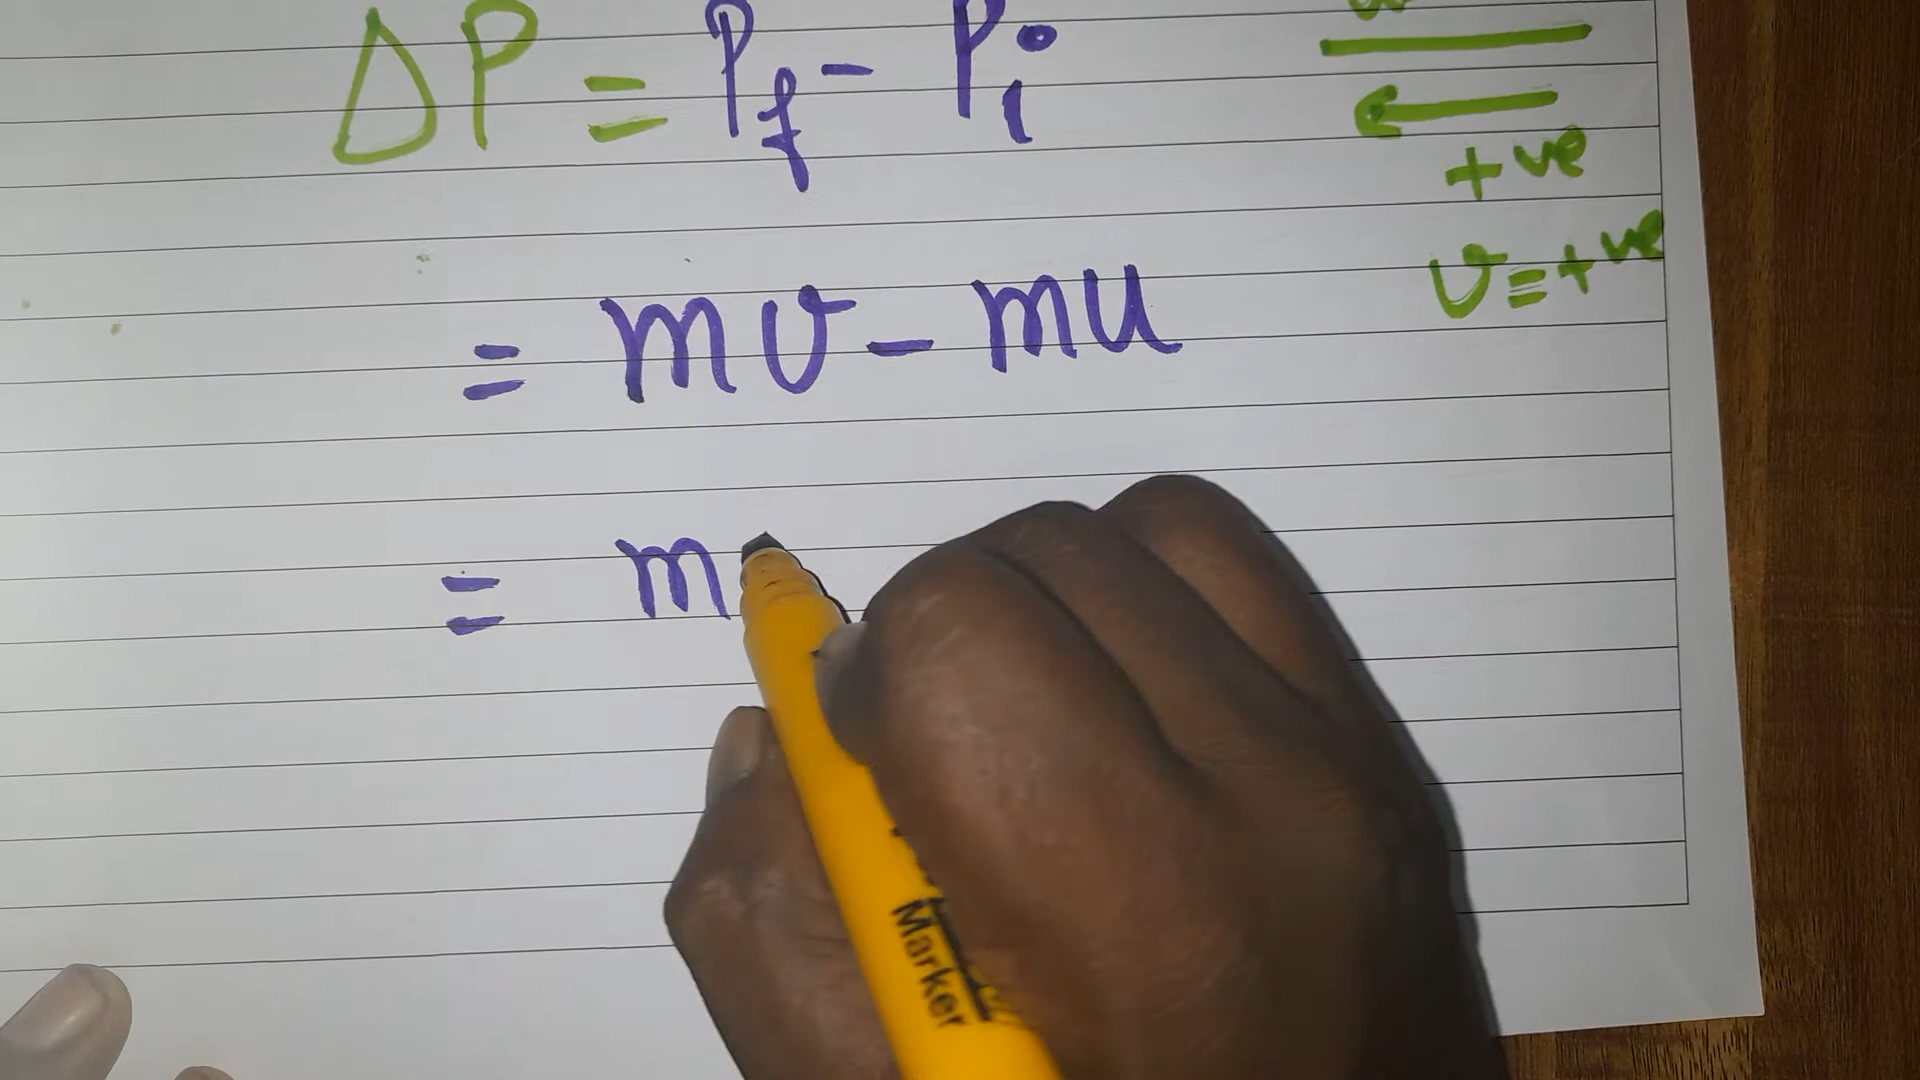 ΔP = Pf - Pi
+ve
v = +ve
= mv - mu
= m
Marker